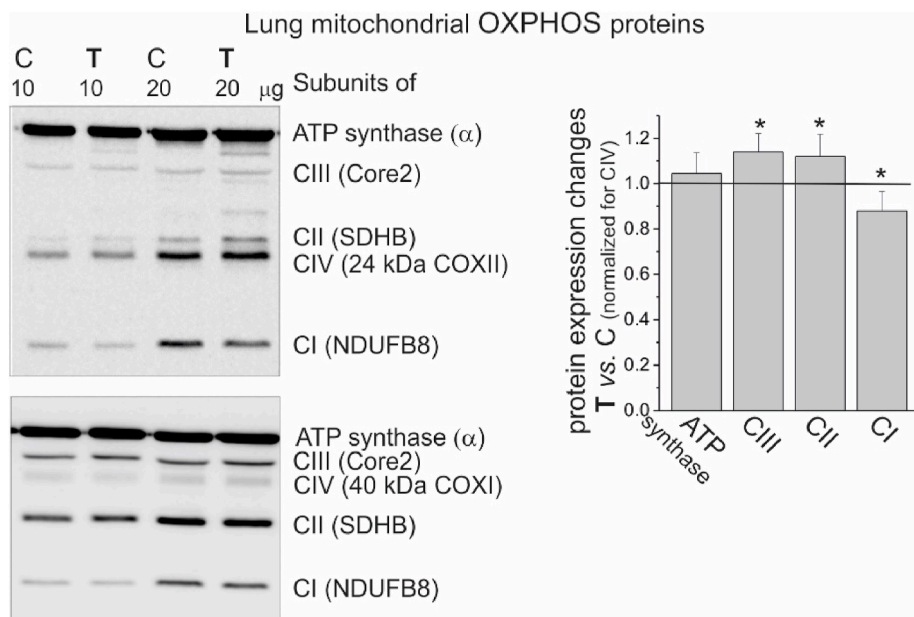 Lung mitochondrial OXPHOS proteins
C T C T
10 10 20 20 μg Subunits of
ATP synthase (α)
CIII (Core2)
CII (SDHB)
CIV (24 kDa COXII)
CI (NDUFB8)
ATP synthase (α)
CIII (Core2)
CIV (40 kDa COXI)
CII (SDHB)
CI (NDUFB8)
protein expression changes
T vs. C (normalized for CIV)
1.2
1.0
0.8
0.6
0.4
0.2
0.0
* * *
ATP
synthase
CIII
CII
CI